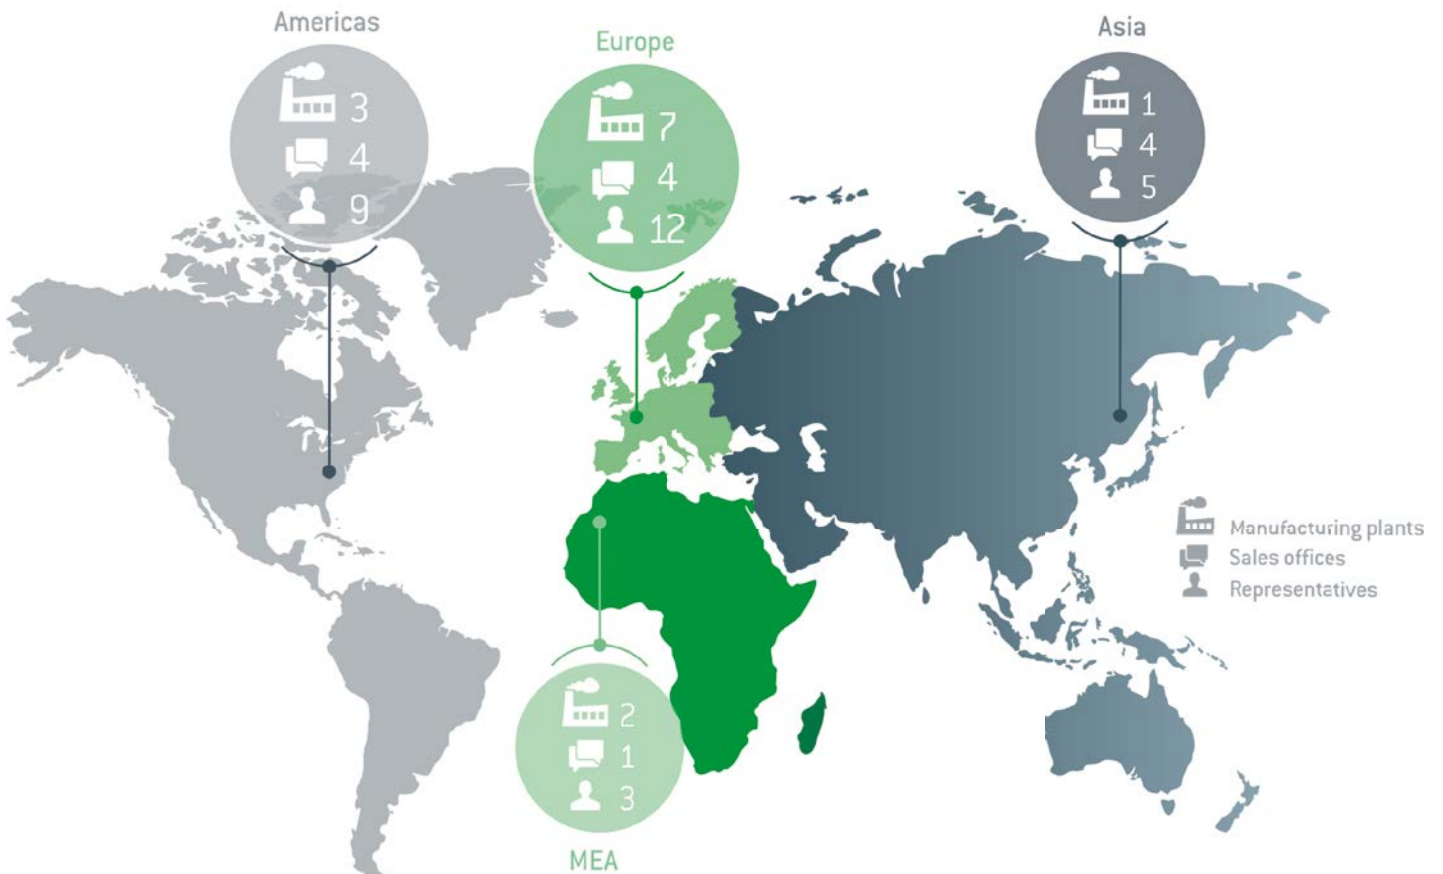 Americas
3
4
9
Europe
7
4
12
Asia
1
4
5
Manufacturing plants
Sales offices
Representatives
2
1
3
MEA